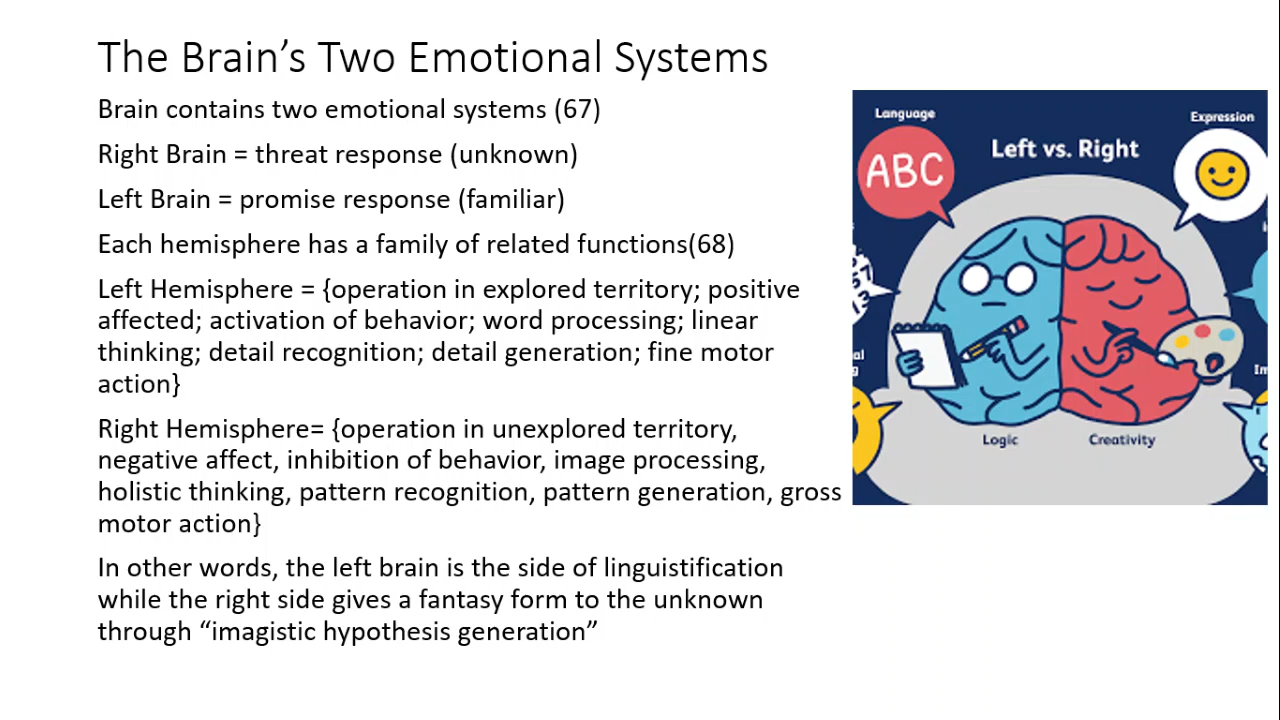 The Brain’s Two Emotional Systems
Brain contains two emotional systems (67)
Right Brain = threat response (unknown)
Left Brain = promise response (familiar)
Each hemisphere has a family of related functions(68)
Left Hemisphere = {operation in explored territory; positive
affected; activation of behavior; word processing; linear
thinking; detail recognition; detail generation; fine motor
action}
Right Hemisphere= {operation in unexplored territory,
negative affect, inhibition of behavior, image processing,
holistic thinking, pattern recognition, pattern generation, gross
motor action}
In other words, the left brain is the side of linguistification
while the right side gives a fantasy form to the unknown
through “imagistic hypothesis generation”
Language
Expression
Left vs. Right
ABC
Logic
Creativity